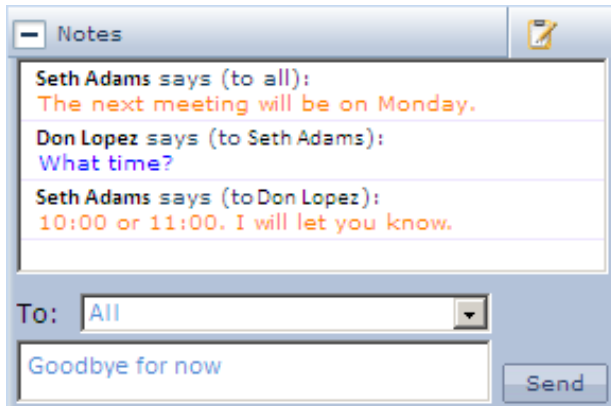 Notes
Seth Adams says (to all):
The next meeting will be on Monday.
Don Lopez says (to Seth Adams):
What time?
Seth Adams says (to Don Lopez):
10:00 or 11:00. I will let you know.
To: All
Goodbye for now
Send